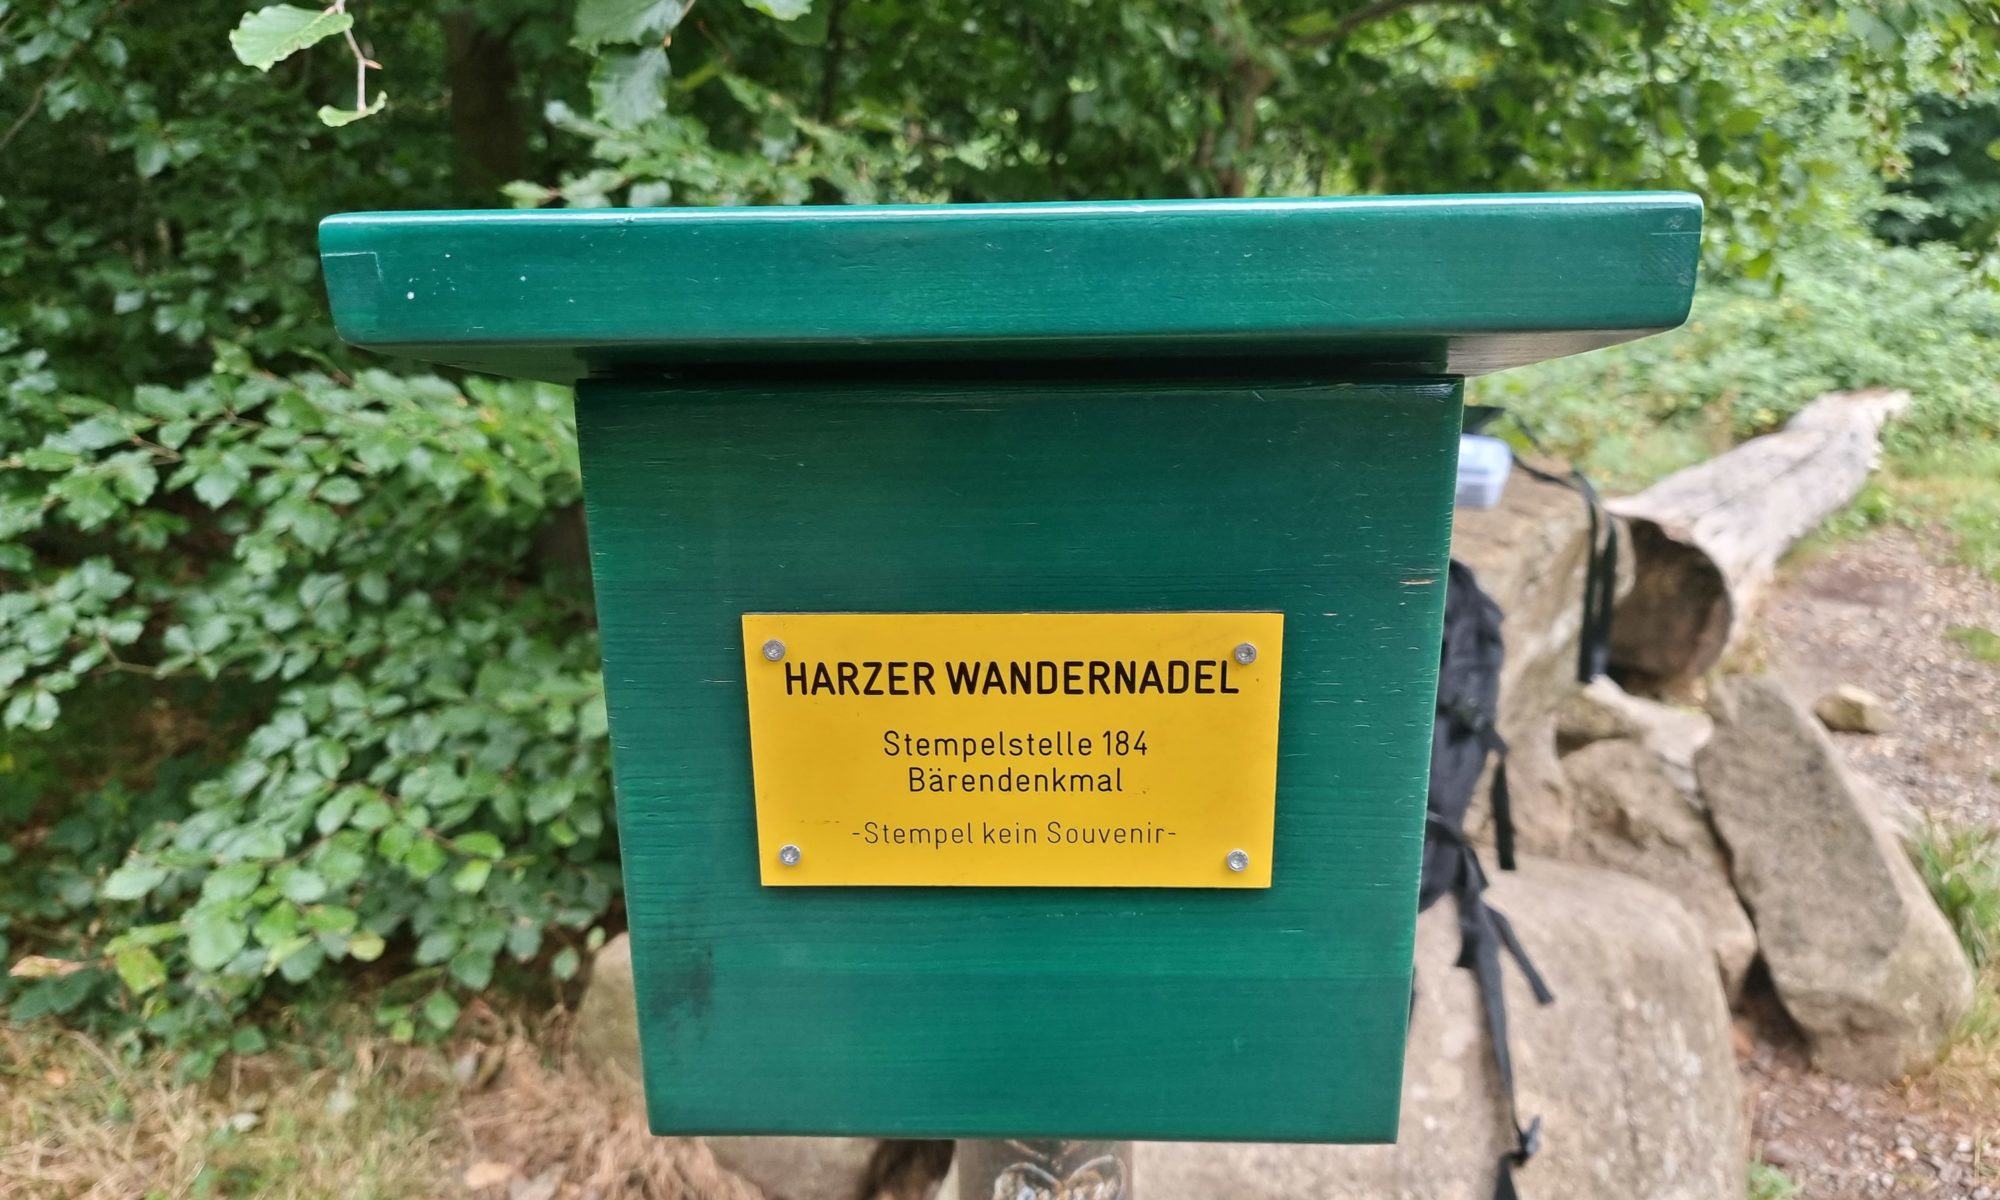 HARZER WANDERNADEL
Stempelstelle 184
Bärendenkmal
-Stempel kein Souvenir-